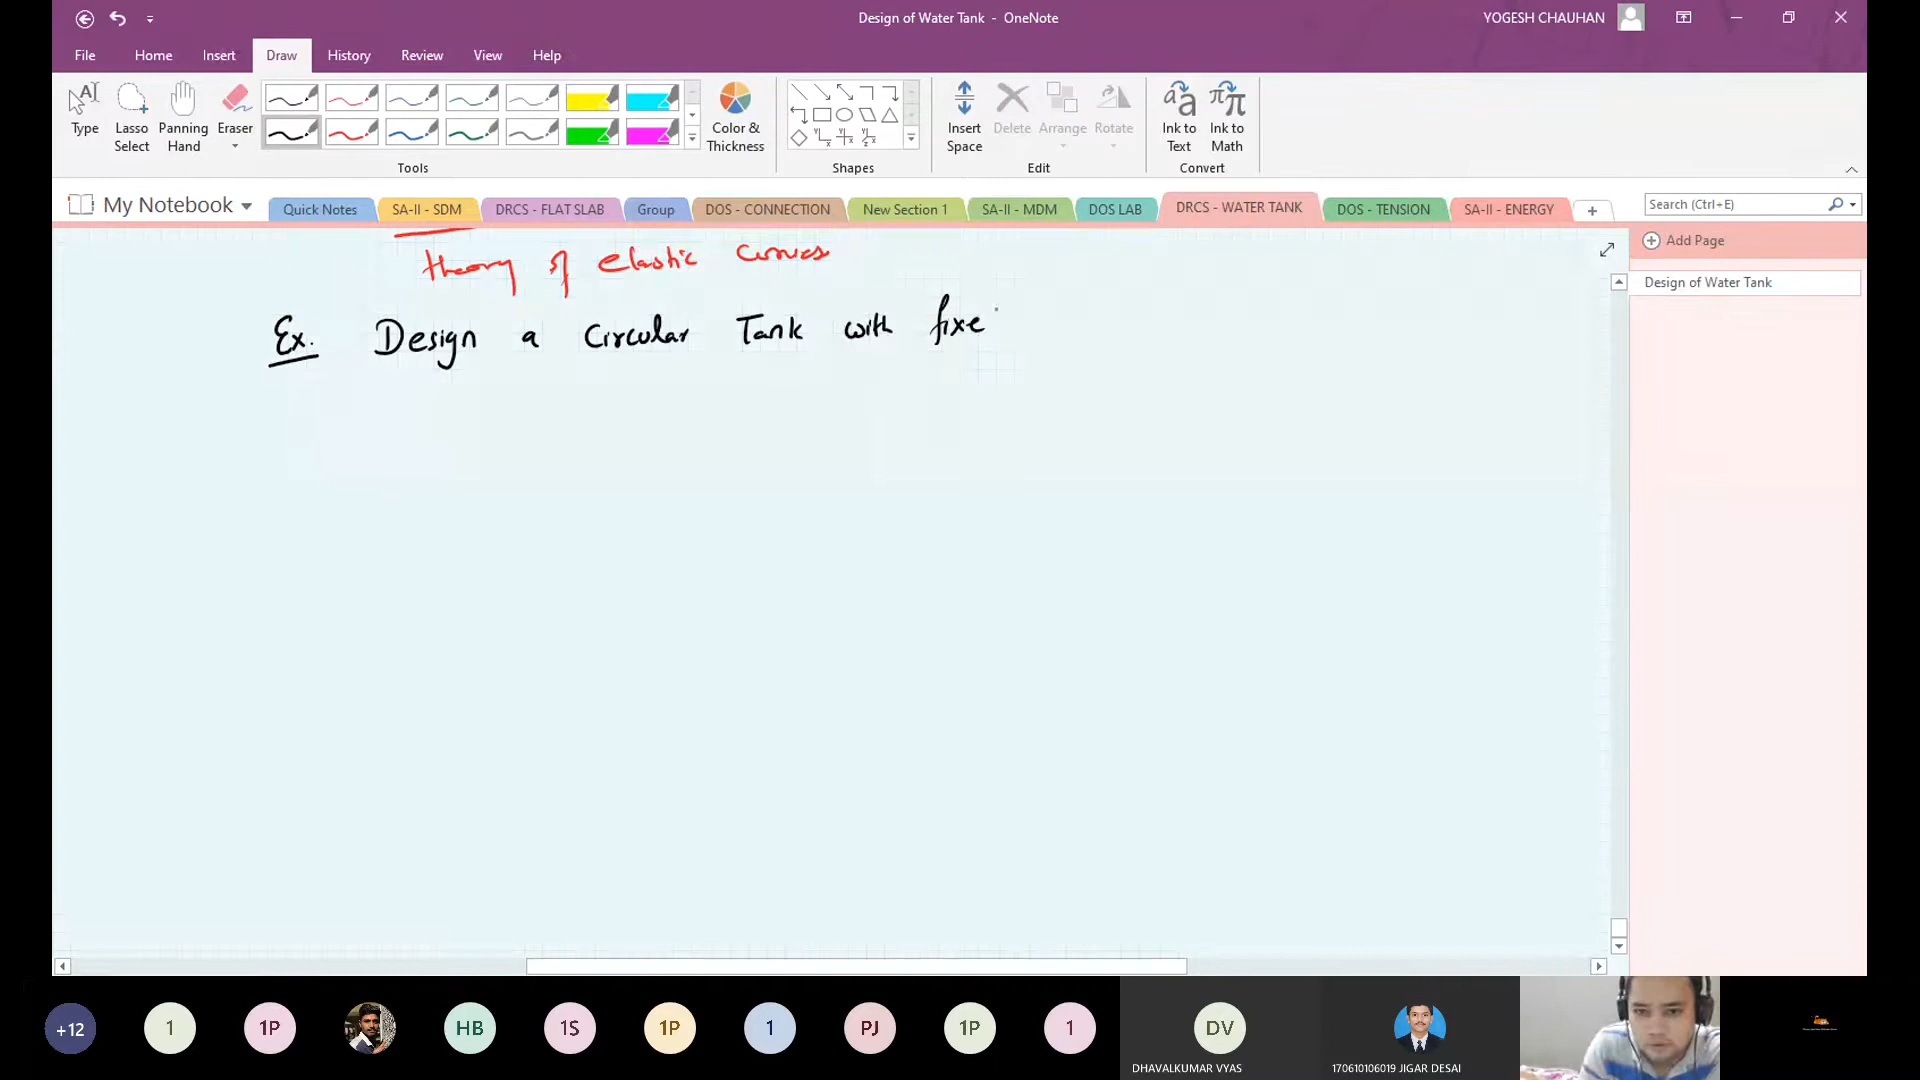 Design of Water Tank - OneNote
YOGESH CHAUHAN
File Home Insert Draw History Review View Help
Type
Lasso Select
Panning Hand
Eraser
Color & Thickness
Insert Space
Delete
Arrange
Rotate
Ink to Text
Ink to Math
Tools
Shapes
Edit
Convert
My Notebook
Quick Notes SA-II - SDM DRCS - FLAT SLAB Group DOS - CONNECTION New Section 1 SA-II - MDM DOS LAB DRCS - WATER TANK DOS - TENSION SA-II - ENERGY
Search (Ctrl+E)
Add Page
Design of Water Tank
theory of elastic curves
Ex. Design a Circular Tank with fixe
+12 1 1P HB 1S 1P 1 PJ 1P 1 DV
DHAVALKUMAR VYAS
170610106019 JIGAR DESAI